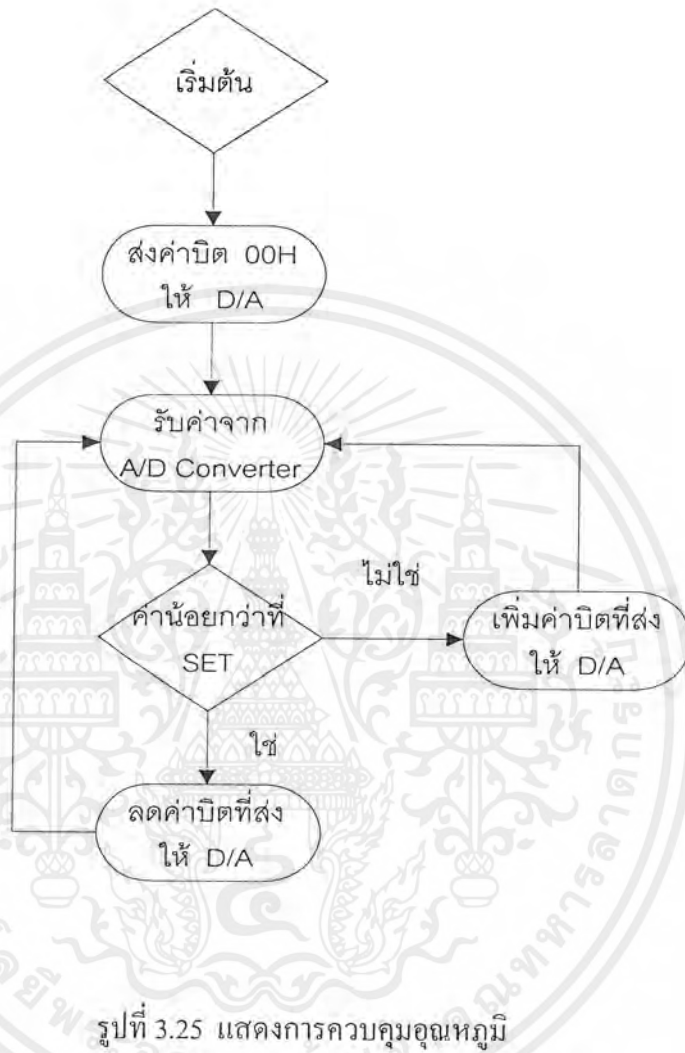 เริ่มต้น
ส่งค่าบิต 00H
ให้ D/A
รับค่าจาก
A/D Converter
ไม่ใช่
ค่าน้อยกว่าที่
SET
เพิ่มค่าบิตที่ส่ง
ให้ D/A
ใช่
ลดค่าบิตที่ส่ง
ให้ D/A
รูปที่ 3.25 แสดงการควบคุมอุณหภูมิ